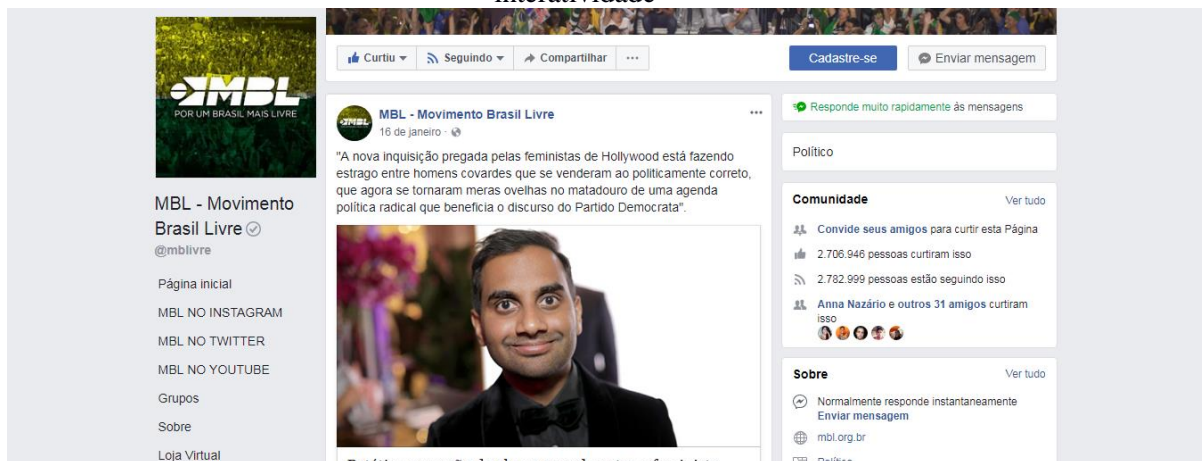 interatividade
MBL
POR UM BRASIL MAIS LIVRE
MBL - Movimento
Brasil Livre
@mblivre
Página inicial
MBL NO INSTAGRAM
MBL NO TWITTER
MBL NO YOUTUBE
Grupos
Sobre
Loja Virtual
Curtiu
Seguindo
Compartilhar
Cadastre-se
Enviar mensagem
MBL - Movimento Brasil Livre
16 de janeiro
"A nova inquisição pregada pelas feministas de Hollywood está fazendo
estrago entre homens covardes que se venderam ao politicamente correto,
que agora se tornaram meras ovelhas no matadouro de uma agenda
política radical que beneficia o discurso do Partido Democrata".
Responde muito rapidamente às mensagens
Político
Comunidade
Ver tudo
Convide seus amigos para curtir esta Página
2.706.946 pessoas curtiram isso
2.782.999 pessoas estão seguindo isso
Anna Nazário e outros 31 amigos curtiram
isso
Sobre
Ver tudo
Normalmente responde instantaneamente
Enviar mensagem
mbl.org.br
Político